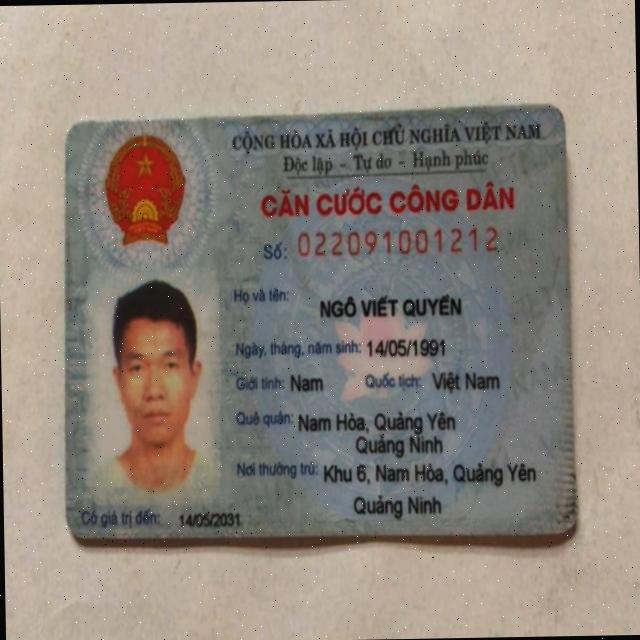 CỘNG HÒA XÃ HỘI CHỦ NGHĨA VIỆT NAM
Độc lập - Tự do - Hạnh phúc
CĂN CƯỚC CÔNG DÂN
Số: 022091001212
Họ và tên: NGÔ VIẾT QUYỀN
Ngày, tháng, năm sinh: 14/05/1991
Giới tính: Nam Quốc tịch: Việt Nam
Quê quán: Nam Hòa, Quảng Yên
Quảng Ninh
Nơi thường trú: Khu 6, Nam Hòa, Quảng Yên
Quảng Ninh
Có giá trị đến: 14/05/2031